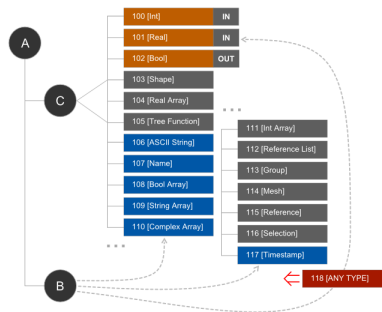 A
100 [Int] IN
101 [Real] IN
102 [Bool] OUT
C
103 [Shape]
104 [Real Array]
105 [Tree Function]
106 [ASCII String]
107 [Name]
108 [Bool Array]
109 [String Array]
110 [Complex Array]
111 [Int Array]
112 [Reference List]
113 [Group]
114 [Mesh]
115 [Reference]
116 [Selection]
117 [Timestamp]
118 [ANY TYPE]
B